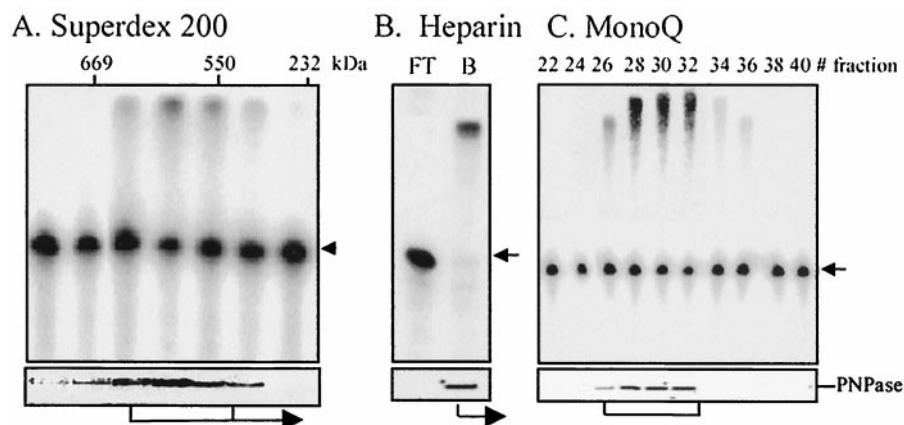 A. Superdex 200 B. Heparin C. MonoQ
669 550 232 kDa FT B 22 24 26 28 30 32 34 36 38 40 # fraction
PNPase